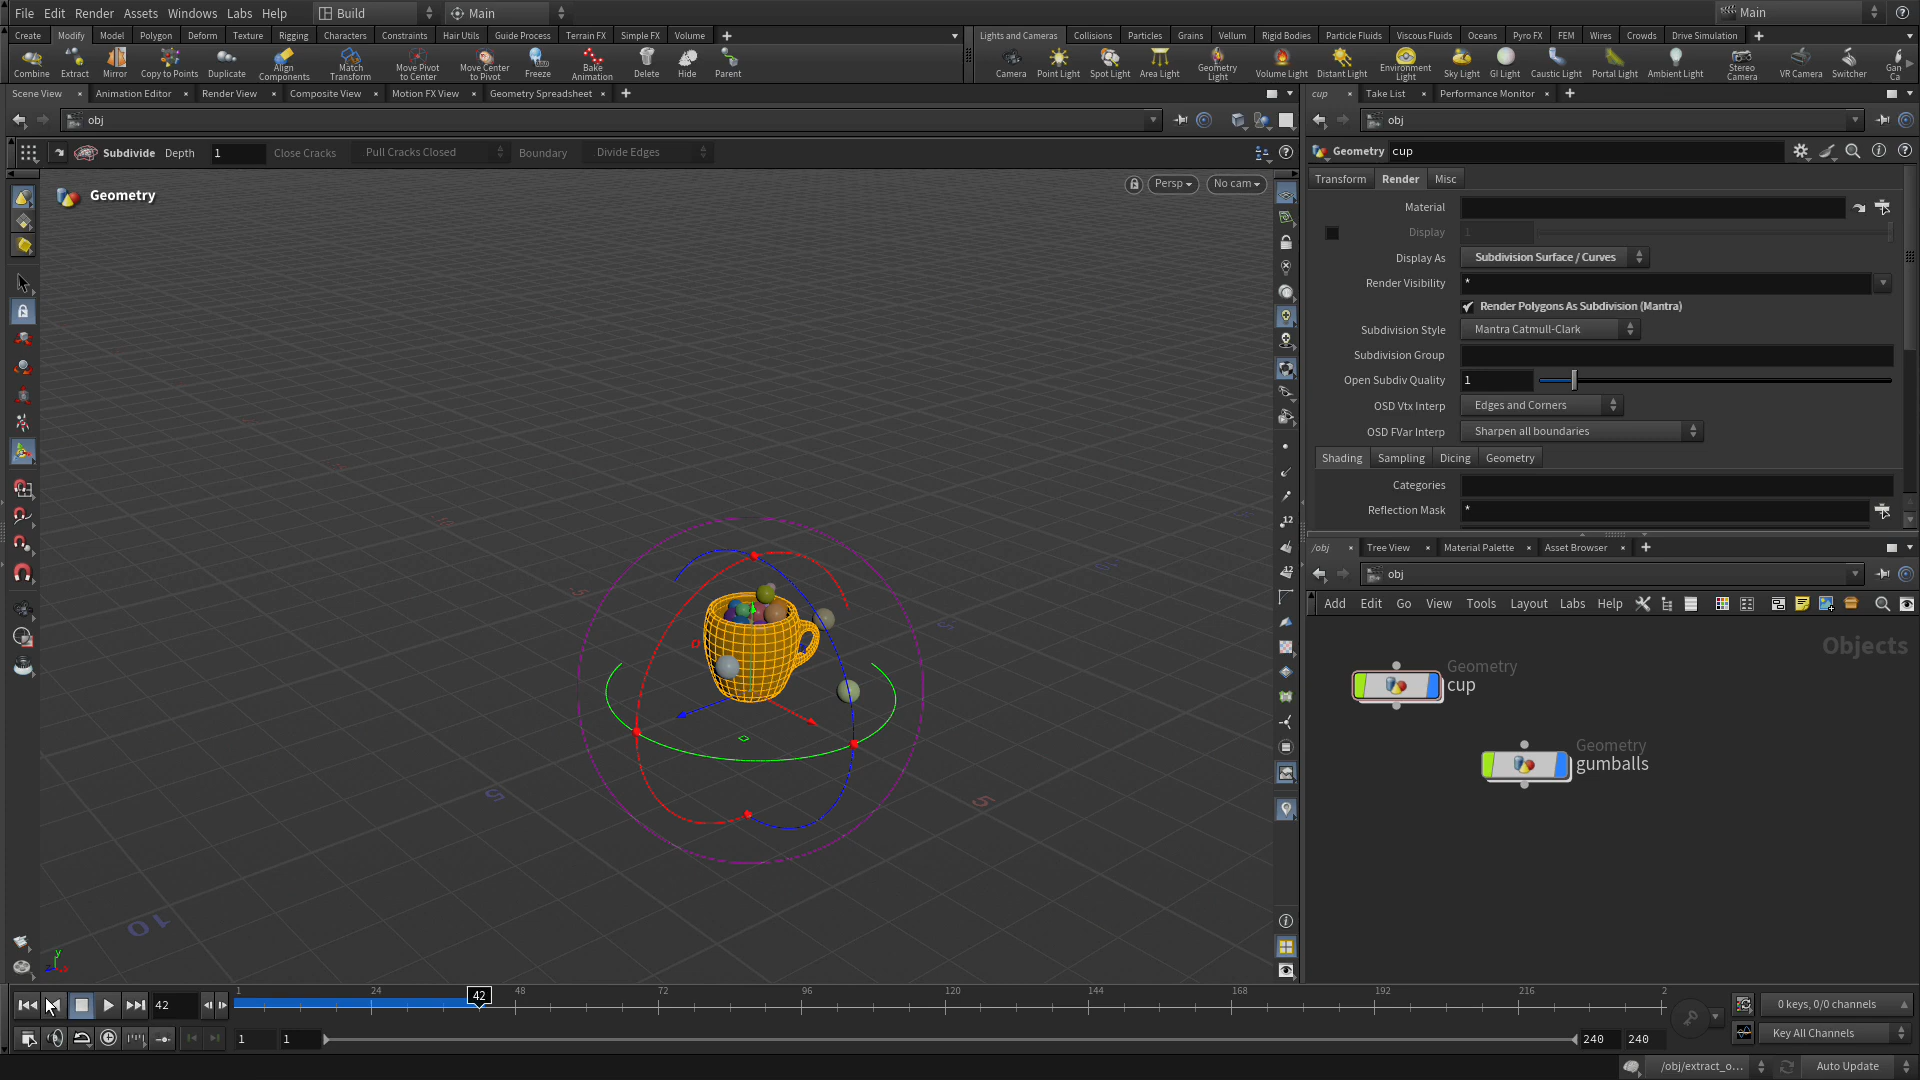 File Edit Render Assets Windows Labs Help Build Main Main
Create Modify Model Polygon Deform Texture Rigging Characters Constraints Hair Utils Guide Process Terrain FX Simple FX Volume
Lights and Cameras Collisions Particles Grains Vellum Rigid Bodies Particle Fluids Viscous Fluids Oceans Pyro FX FEM Wires Crowds Drive Simulation
Combine Extract Mirror Copy to Points Duplicate Align Components Match Transform Move Pivot to Center Move Center to Pivot Freeze Bake Animation Delete Hide Parent
Camera Point Light Spot Light Area Light Geometry Light Volume Light Distant Light Environment Light Sky Light GI Light Caustic Light Portal Light Ambient Light Stereo Camera VR Camera Switcher Gan Ca
Scene View Animation Editor Render View Composite View Motion FX View Geometry Spreadsheet
cup Take List Performance Monitor
obj
obj
Subdivide Depth 1 Close Cracks Pull Cracks Closed Boundary Divide Edges
Geometry cup
Geometry
Persp No cam
Transform Render Misc
Material
Display 1
Display As Subdivision Surface / Curves
Render Visibility *
Render Polygons As Subdivision (Mantra)
Subdivision Style Mantra Catmull-Clark
Subdivision Group
Open Subdiv Quality 1
OSD Vtx Interp Edges and Corners
OSD FVar Interp Sharpen all boundaries
Shading Sampling Dicing Geometry
Categories
Reflection Mask *
/obj Tree View Material Palette Asset Browser
obj
Add Edit Go View Tools Layout Labs Help
Objects
Geometry
cup
Geometry
gumballs
12
12
5
5
5
5
10
y
42
1 24 42 48 72 96 120 144 168 192 216 2
0 keys, 0/0 channels
1 1 240 240
Key All Channels
/obj/extract_o... Auto Update